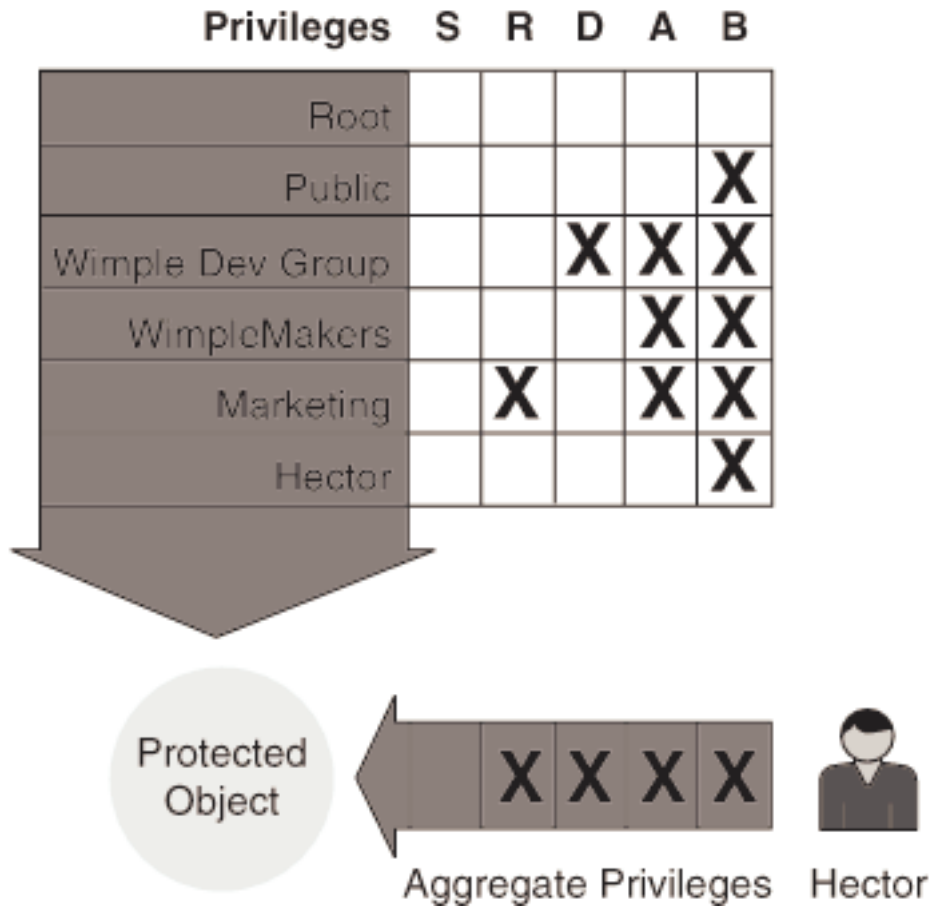 Privileges S R D A B
Root
Public X
Wimple Dev Group X X X
WimpleMakers X X
Marketing X X X
Hector X
Protected
Object
X X X X
Aggregate Privileges Hector